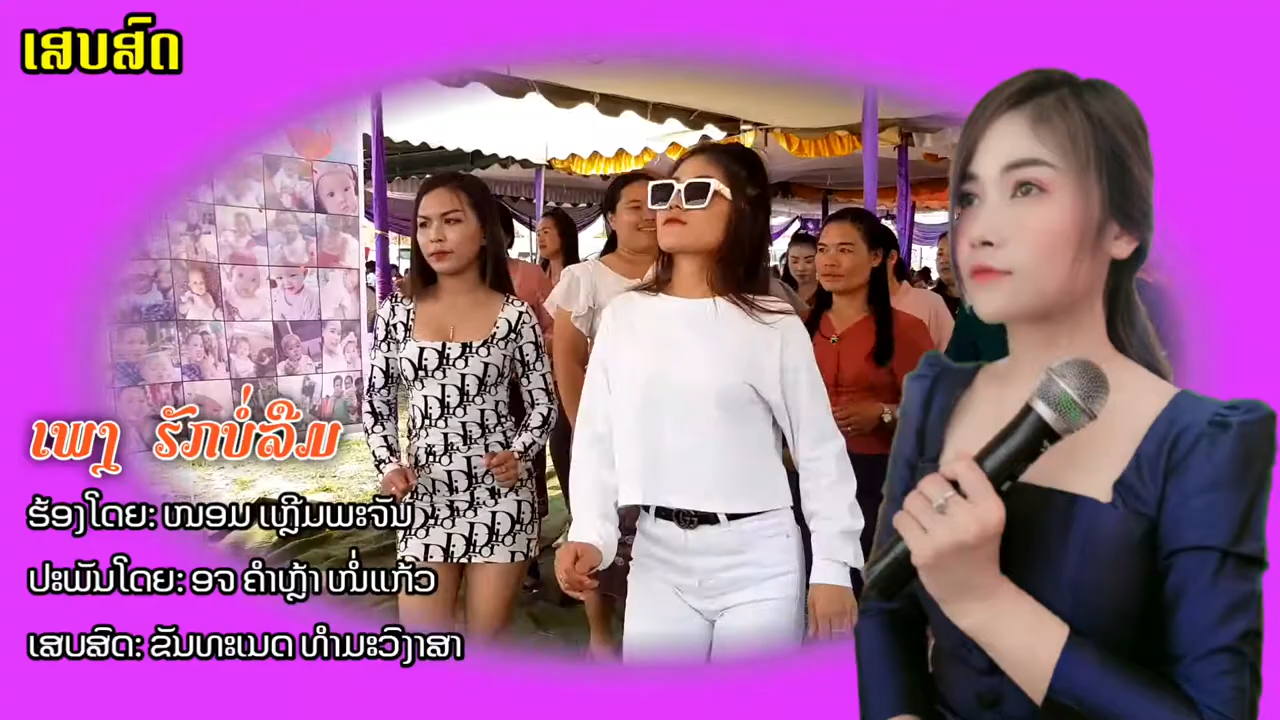 ເສບສົດ
ເພງ ຮັກບໍ່ລືມ
ຮ້ອງໂດຍ: ໜອມ ເຫຼີມພະຈັນ
ປະພັນໂດຍ: ອຈ ຄຳຫຼ້າ ໜໍ່ແກ້ວ
ເສບສົດ: ຂັນທະເນດ ທຳມະວົງສາ